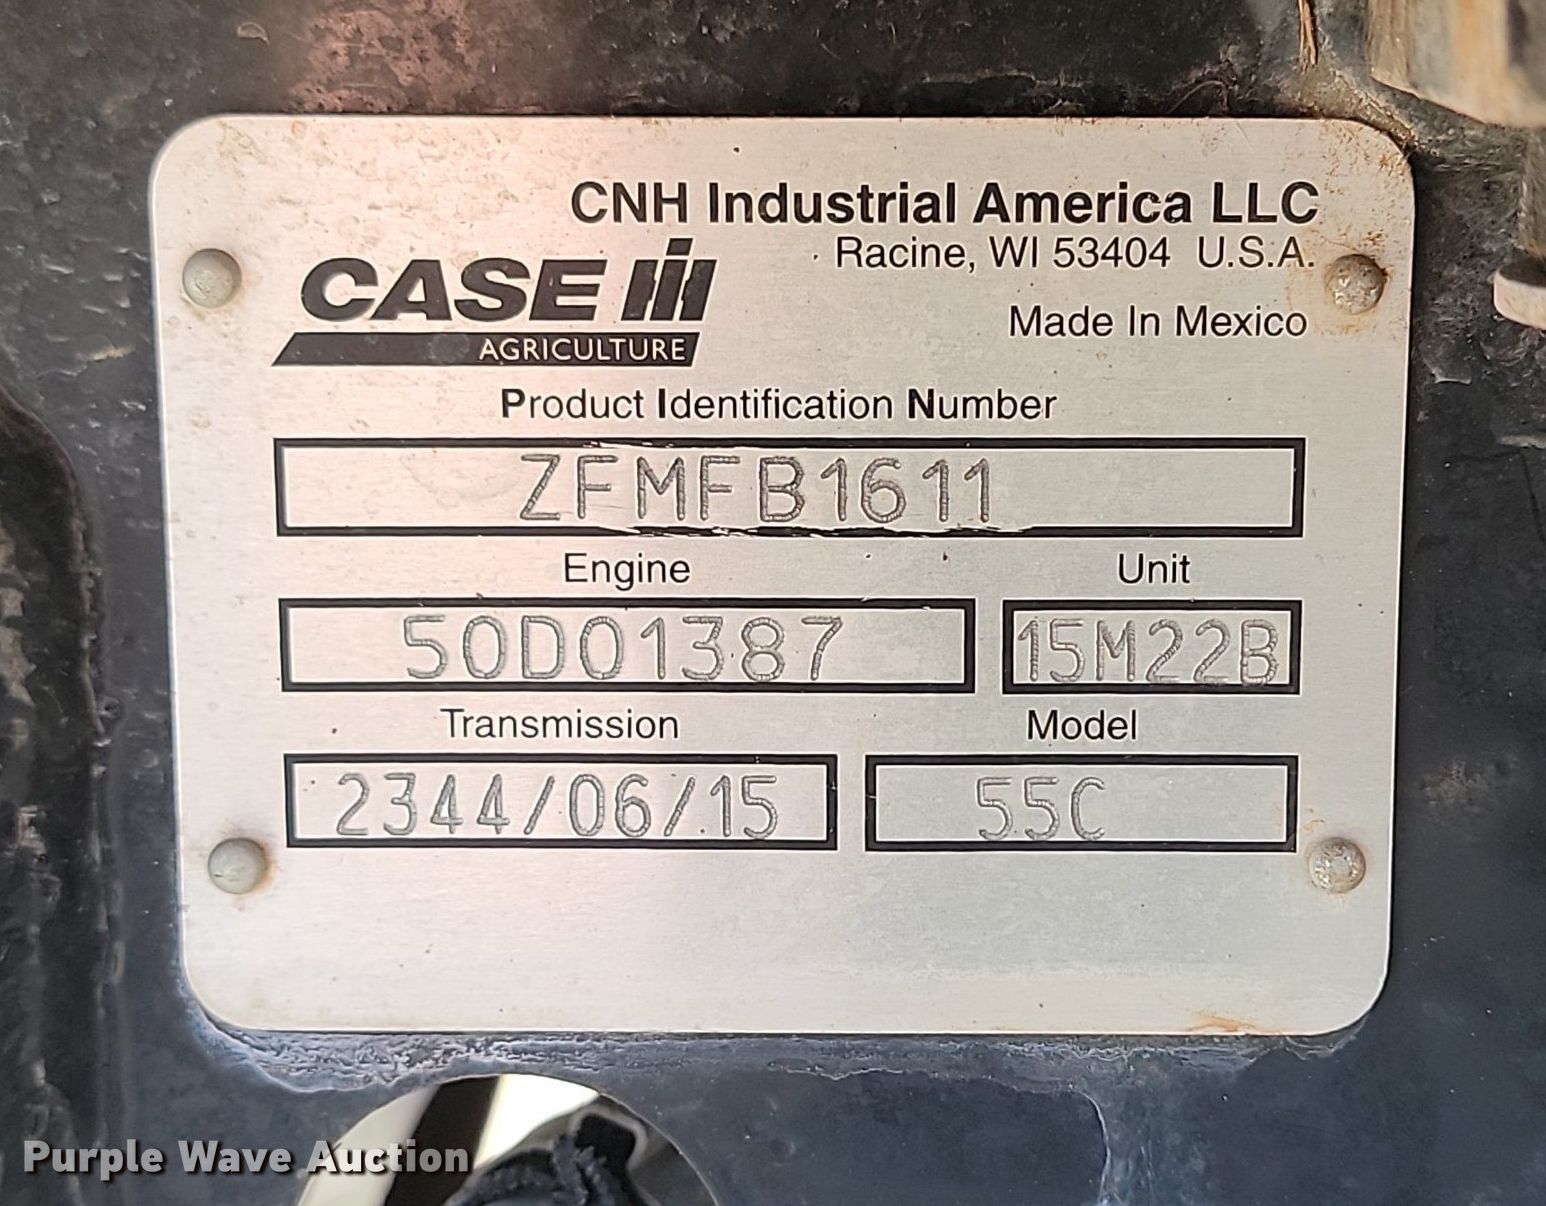 CNH Industrial America LLC
Racine, WI 53404 U.S.A.
CASE IH
AGRICULTURE
Made In Mexico
Product Identification Number
ZFMFB1611
Engine
Unit
50D01387
15M22B
Transmission
Model
2344/06/15
55C
Purple Wave Auction